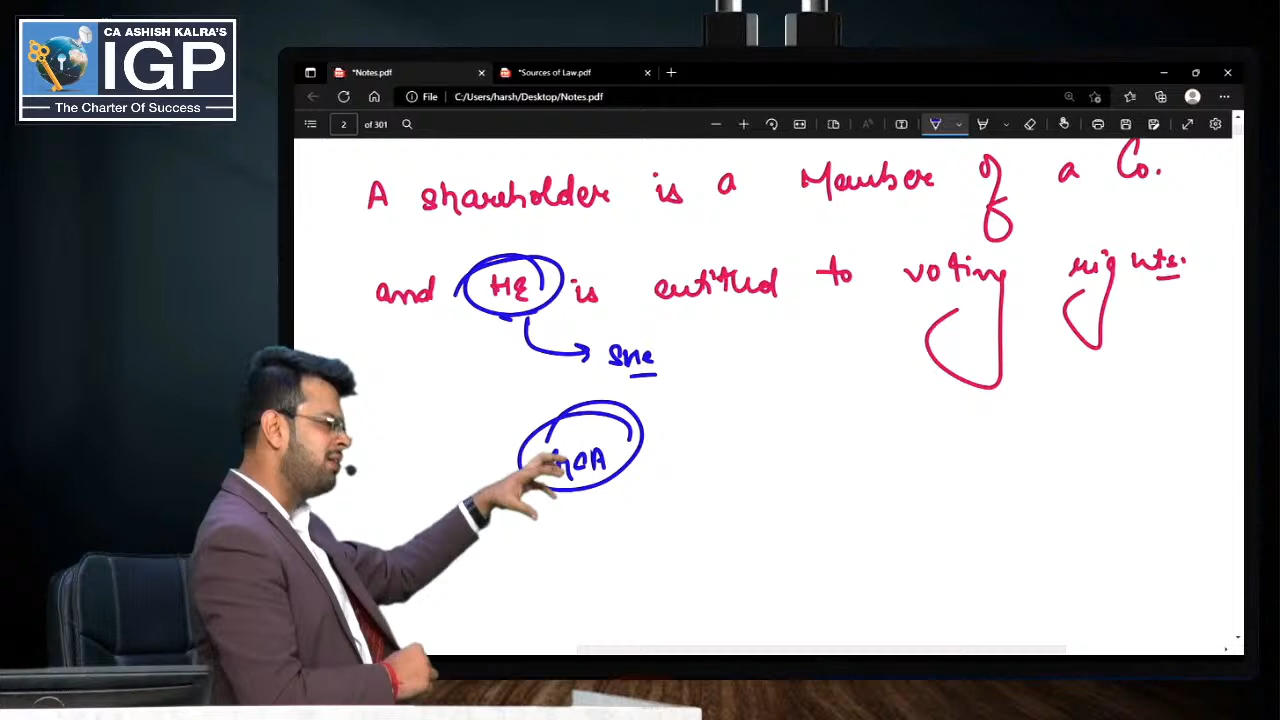 CA ASHISH KALRA'S
IGP
The Charter Of Success
*Notes.pdf
*Sources of Law.pdf
File
C:/Users/harsh/Desktop/Notes.pdf
2 of 301
A shareholder is a Member of a Co.
and HE is entitled to voting rights.
She